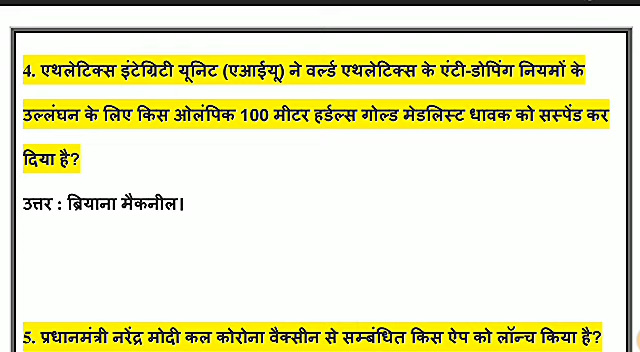 4. एथलेटिक्स इंटेग्रिटी यूनिट (एआईयू) ने वर्ल्ड एथलेटिक्स के एंटी-डोपिंग नियमों के
उल्लंघन के लिए किस ओलंपिक 100 मीटर हर्डल्स गोल्ड मेडलिस्ट धावक को सस्पेंड कर
दिया है?
उत्तर : ब्रियाना मैकनील।
5. प्रधानमंत्री नरेंद्र मोदी कल कोरोना वैक्सीन से सम्बंधित किस ऐप को लॉन्च किया है?